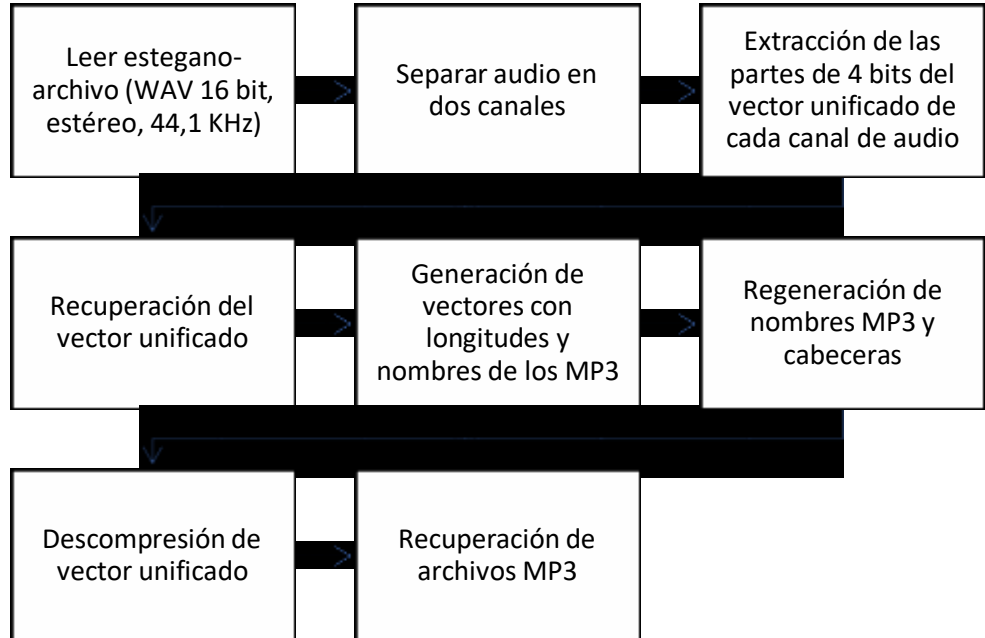 Leer estegano-
archivo (WAV 16 bit,
estéreo, 44,1 KHz)
Separar audio en
dos canales
Extracción de las
partes de 4 bits del
vector unificado de
cada canal de audio
Recuperación del
vector unificado
Generación de
vectores con
longitudes y
nombres de los MP3
Regeneración de
nombres MP3 y
cabeceras
Descompresión de
vector unificado
Recuperación de
archivos MP3